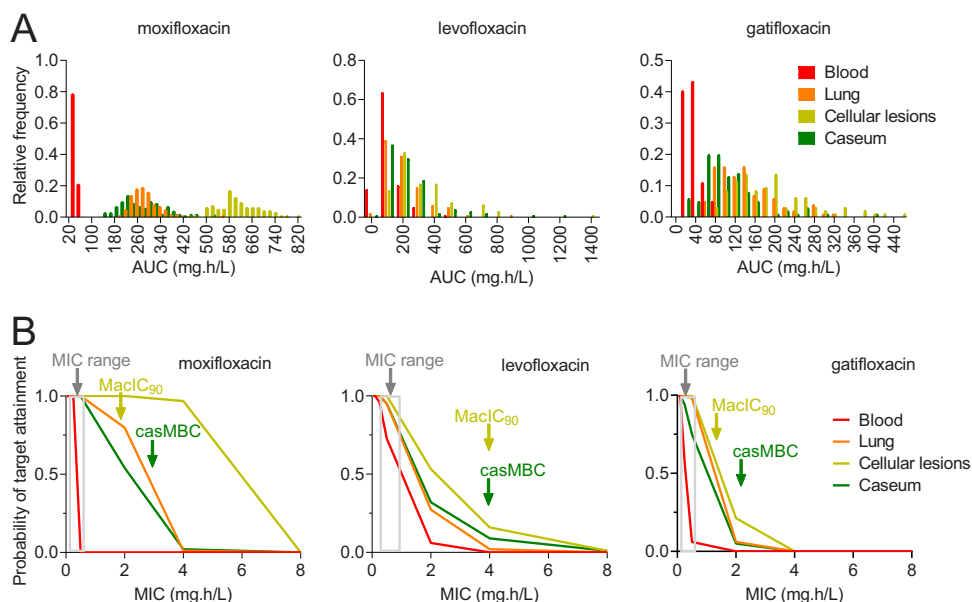 A
moxifloxacin
levofloxacin
gatifloxacin
Relative frequency
1.0
0.8
0.6
0.4
0.2
0.0
20
100
180
260
340
420
500
580
660
740
820
AUC (mg.h/L)
0.8
0.6
0.4
0.2
0.0
0
200
400
600
800
1000
1200
1400
AUC (mg.h/L)
1.0
0.8
0.6
0.4
0.2
0.0
0
40
80
120
160
200
240
280
320
360
400
440
AUC (mg.h/L)
Blood
Lung
Cellular lesions
Caseum
B
Probability of target attainment
MIC range
moxifloxacin
MacIC90
casMBC
1.0
0.5
0.0
0
2
4
6
8
MIC (mg.h/L)
MIC range
levofloxacin
MacIC90
casMBC
1.0
0.5
0.0
0
2
4
6
8
MIC (mg.h/L)
MIC range
gatifloxacin
MacIC90
casMBC
1.0
0.5
0.0
0
2
4
6
8
MIC (mg.h/L)
Blood
Lung
Cellular lesions
Caseum